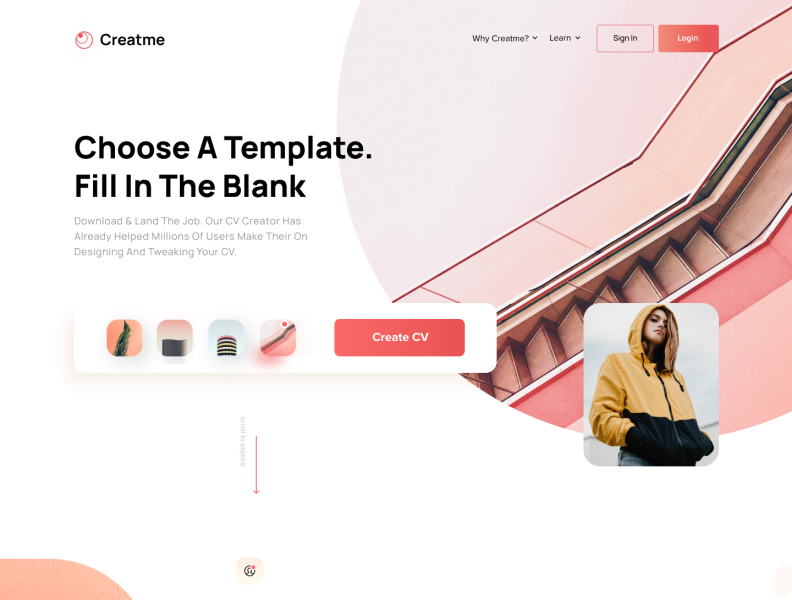 Creatme
Why Creatme?
Learn
Sign In
Login
Choose A Template.
Fill In The Blank
Download & Land The Job. Our CV Creator Has
Already Helped Millions Of Users Make Their On
Designing And Tweaking Your CV.
Create CV
scroll to explore